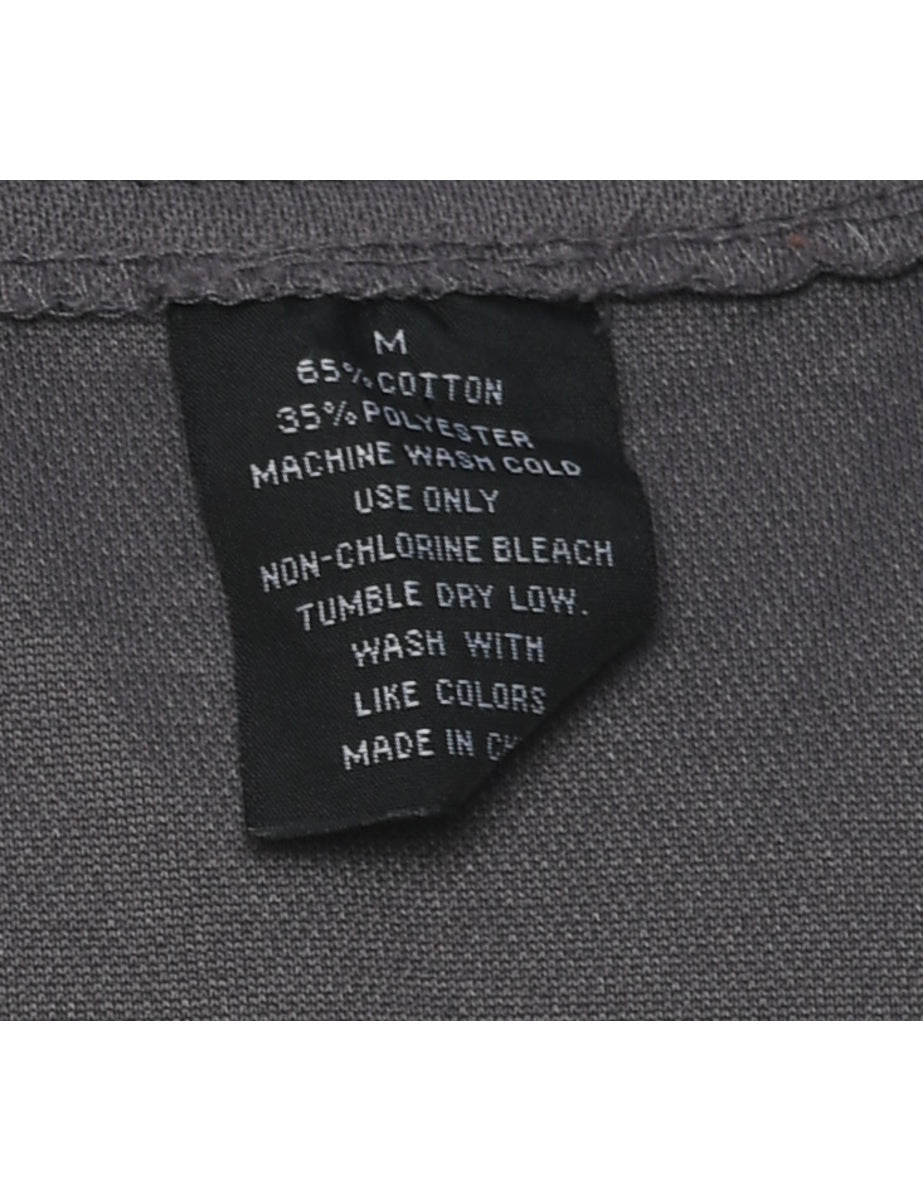 M
65% COTTON
35% POLYESTER
MACHINE WASH COLD
USE ONLY
NON-CHLORINE BLEACH
TUMBLE DRY LOW.
WASH WITH
LIKE COLORS
MADE IN